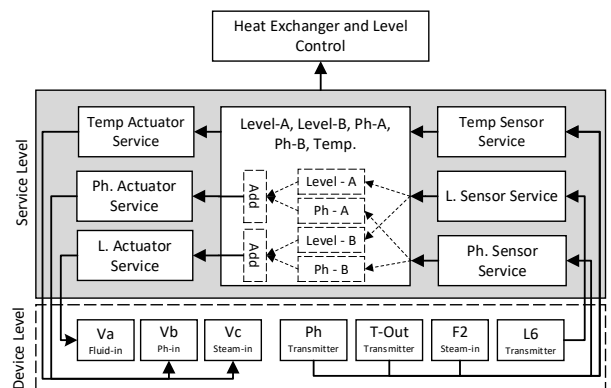 Heat Exchanger and Level
Control
Service Level
Temp Actuator
Service
Level-A, Level-B, Ph-A,
Ph-B, Temp.
Temp Sensor
Service
Ph. Actuator
Service
Add
Level - A
Ph - A
L. Sensor Service
L. Actuator
Service
Add
Level - B
Ph - B
Ph. Sensor
Service
Device Level
Va
Fluid-in
Vb
Ph-in
Vc
Steam-in
Ph
Transmitter
T-Out
Transmitter
F2
Steam-in
L6
Transmitter